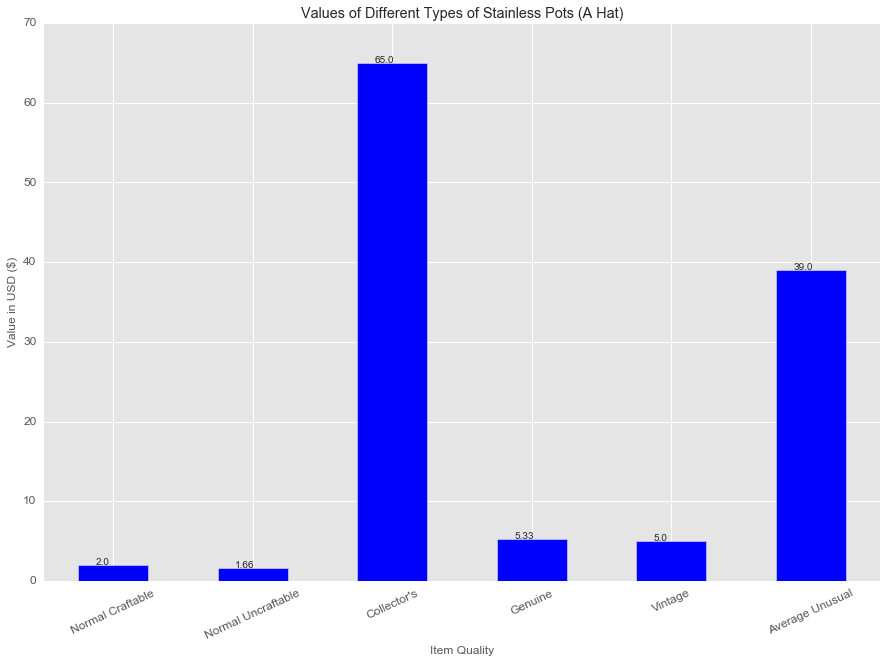 Values of Different Types of Stainless Pots (A Hat)
70
60
50
40
30
20
10
0
Value in USD ($)
2.0
1.66
65.0
5.33
5.0
39.0
Normal Craftable
Normal Uncraftable
Collector's
Genuine
Vintage
Average Unusual
Item Quality